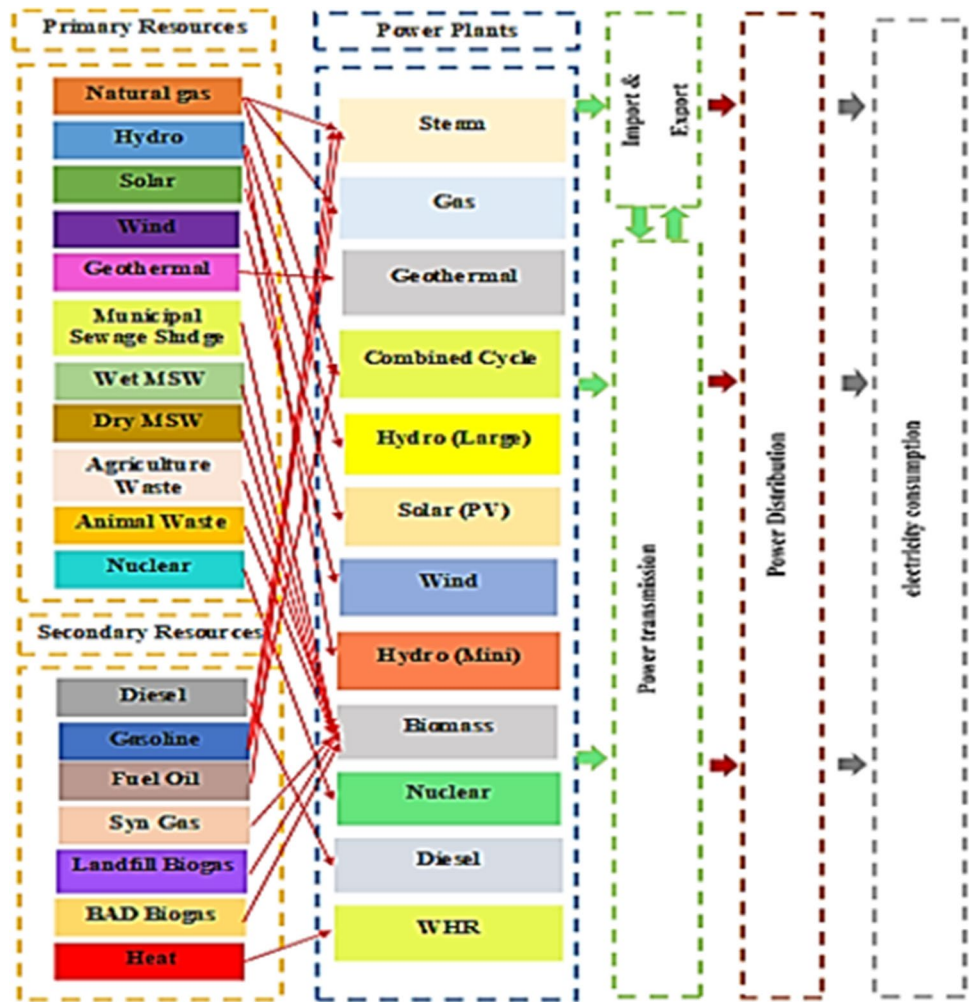 Primary Resources
Natural gas
Hydro
Solar
Wind
Geothermal
Municipal
Sewage Sludge
Wet MSW
Dry MSW
Agriculture
Waste
Animal Waste
Nuclear
Secondary Resources
Diesel
Gasoline
Fuel Oil
Syn Gas
Landfill Biogas
BAD Biogas
Heat
Power Plants
Steam
Gas
Geothermal
Combined Cycle
Hydro (Large)
Solar (PV)
Wind
Hydro (Mini)
Biomass
Nuclear
Diesel
WHR
Import &
Export
Power transmission
Power Distribution
electricity consumption